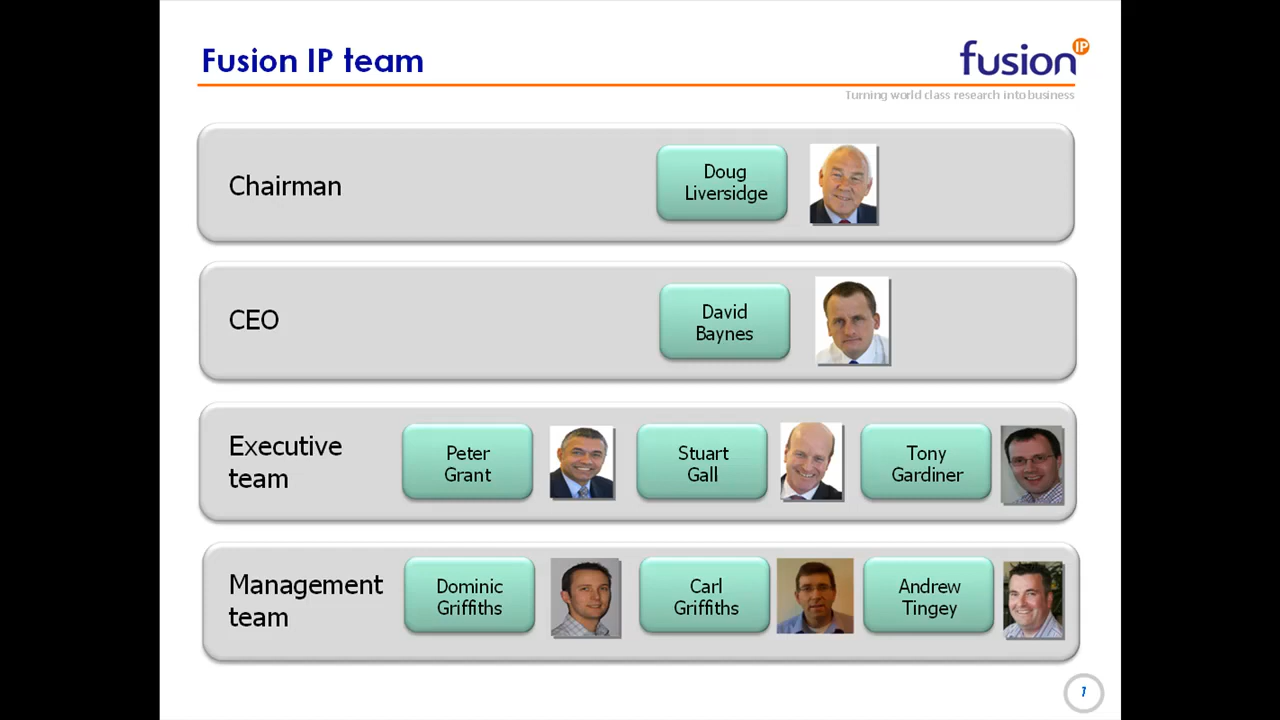 Fusion IP team
fusion IP
Turning world class research into business
Chairman
Doug
Liversidge
CEO
David
Baynes
Executive
team
Peter
Grant
Stuart
Gall
Tony
Gardiner
Management
team
Dominic
Griffiths
Carl
Griffiths
Andrew
Tingey
7